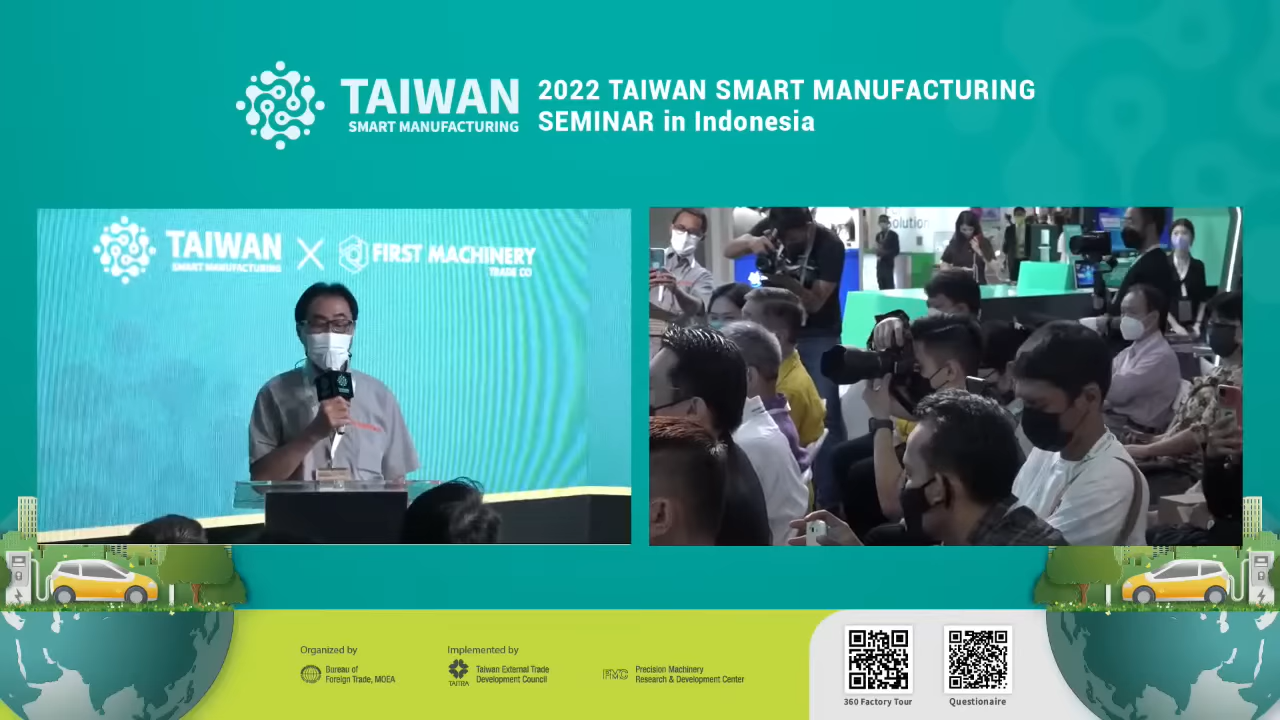 TAIWAN
SMART MANUFACTURING
2022 TAIWAN SMART MANUFACTURING
SEMINAR in Indonesia
TAIWAN
SMART MANUFACTURING
FIRST MACHINERY
TRADE CO
Solution
Organized by
Bureau of
Foreign Trade, MOEA
Implemented by
TAITRA
Taiwan External Trade
Development Council
PMC
Precision Machinery
Research & Development Center
360 Factory Tour
Questionaire